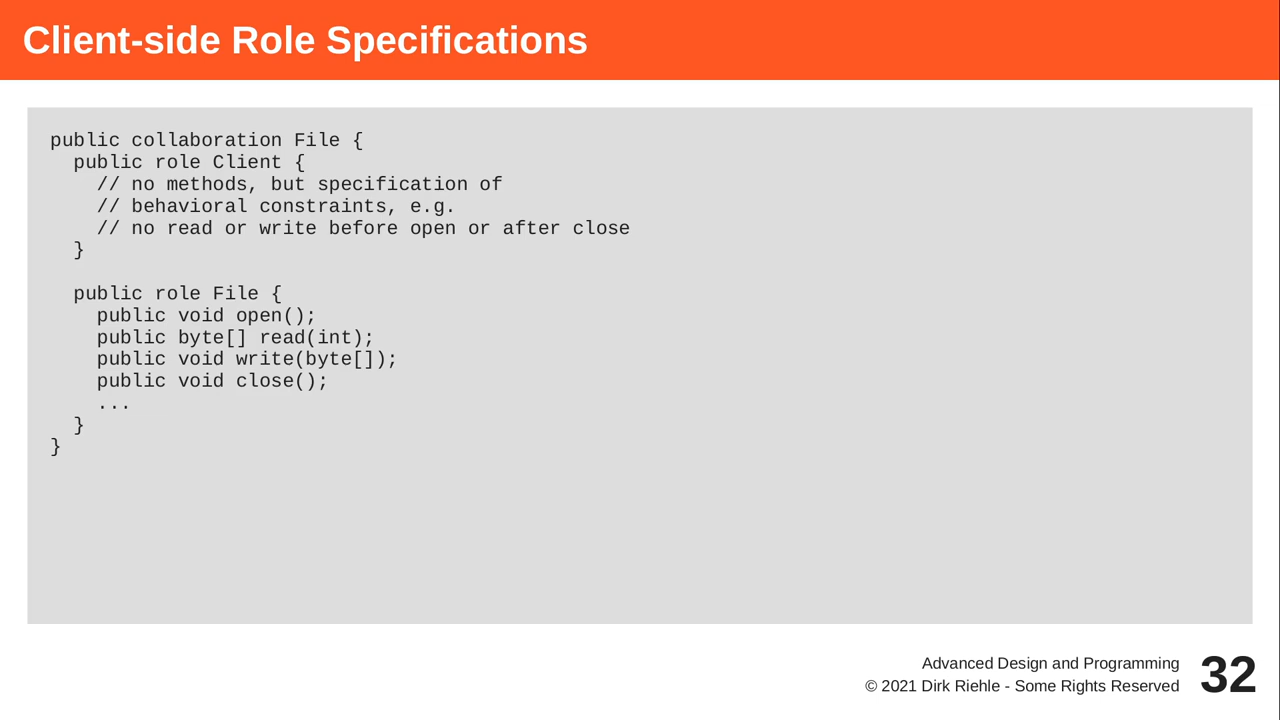 Client-side Role Specifications
public collaboration File {
  public role Client {
    // no methods, but specification of
    // behavioral constraints, e.g.
    // no read or write before open or after close
  }

  public role File {
    public void open();
    public byte[] read(int);
    public void write(byte[]);
    public void close();
    ...
  }
}
Advanced Design and Programming
© 2021 Dirk Riehle - Some Rights Reserved
32